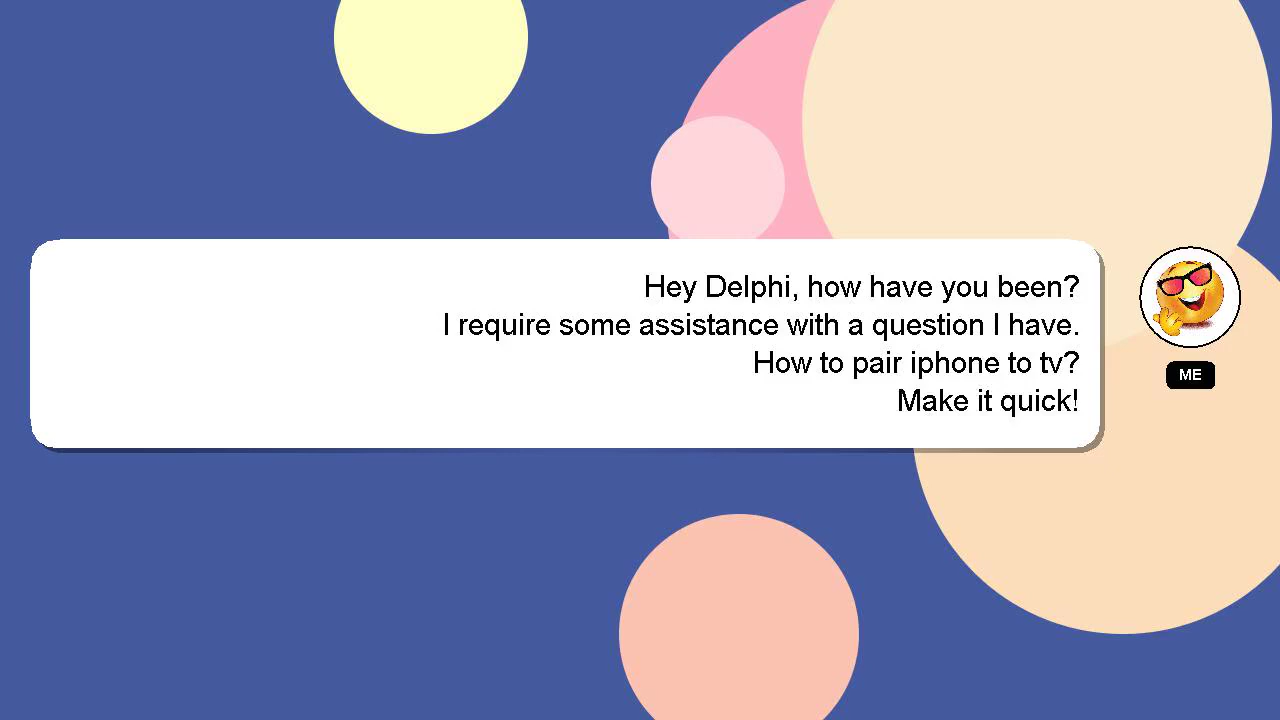 Hey Delphi, how have you been?
I require some assistance with a question I have.
How to pair iphone to tv?
Make it quick!
ME